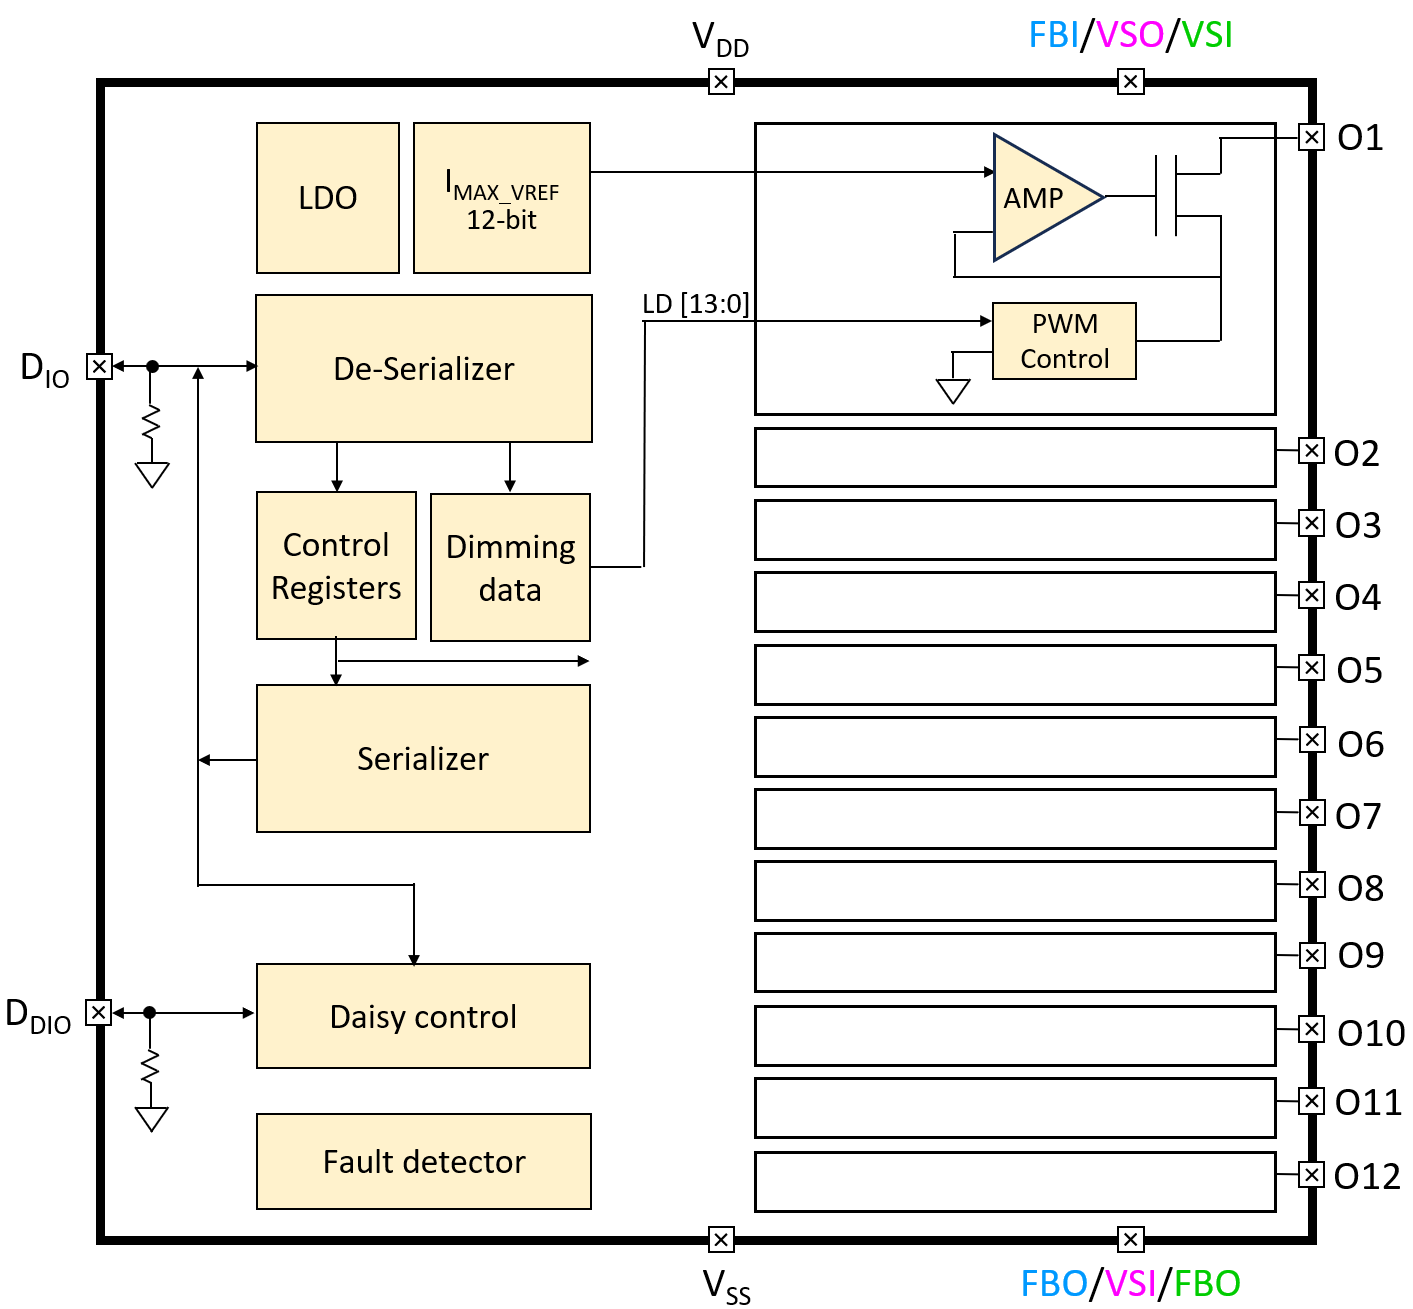 VDD
FBI/VSO/VSI
O1
LDO
IMAX_VREF
12-bit
AMP
LD [13:0]
PWM
Control
DIO
De-Serializer
O2
O3
Control
Registers
Dimming
data
O4
O5
Serializer
O6
O7
O8
O9
DDIO
Daisy control
O10
O11
Fault detector
O12
VSS
FBO/VSI/FBO